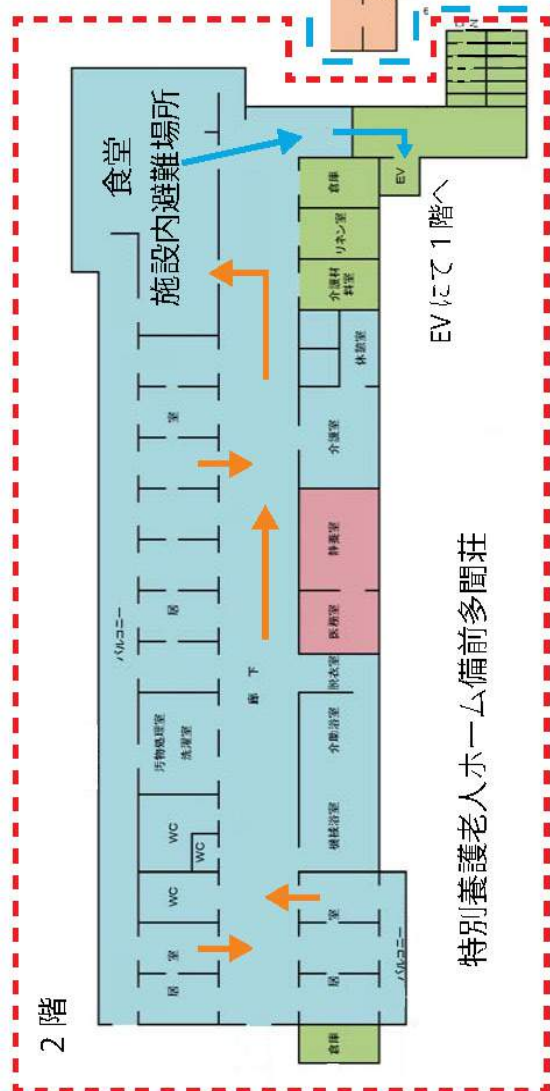 2 階
食堂
施設内避難場所
バルコニー
居
室
汚物処理室
洗濯室
WC
WC
WC
居
室
廊 下
倉庫
リネン室
介護材
料室
休憩室
介護室
静養室
医務室
脱衣室
介助浴室
機械浴室
居
室
バルコニー
倉庫
EV
EV にて 1 階へ
特別養護老人ホーム備前多聞荘